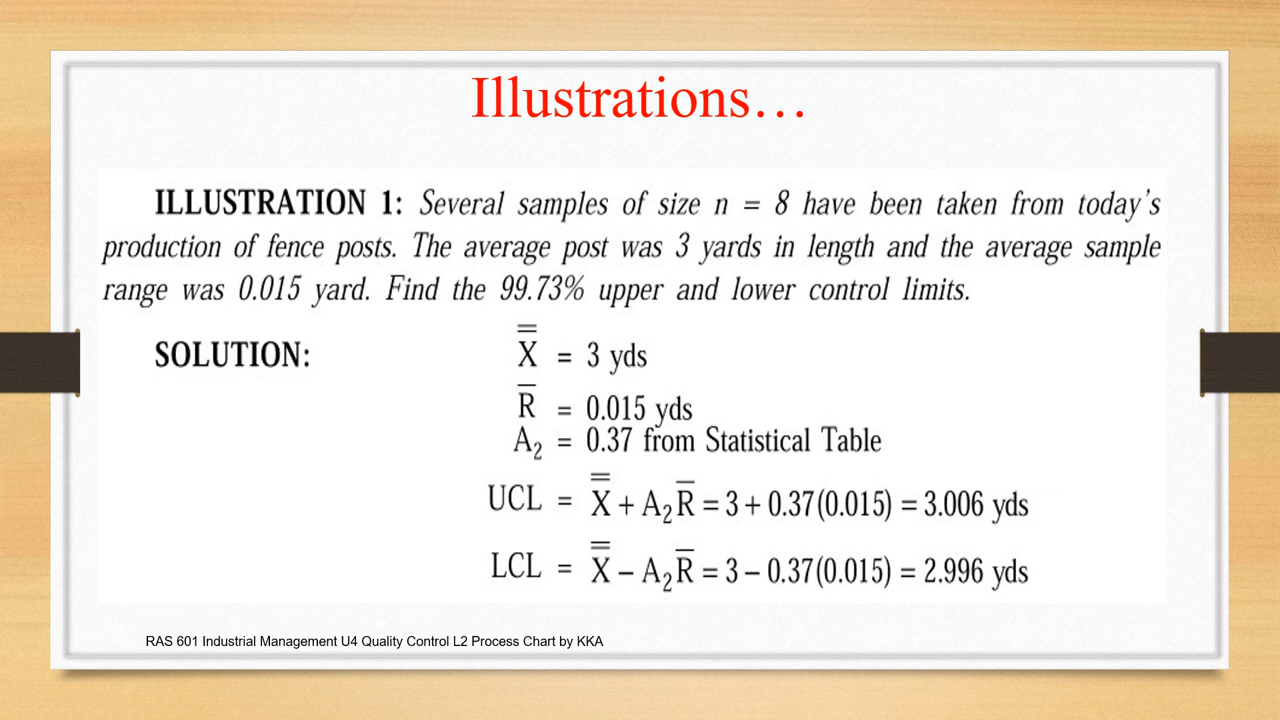 Illustrations…
ILLUSTRATION 1: Several samples of size n = 8 have been taken from today's
production of fence posts. The average post was 3 yards in length and the average sample
range was 0.015 yard. Find the 99.73% upper and lower control limits.
SOLUTION: X̿ = 3 yds
R̅ = 0.015 yds
A₂ = 0.37 from Statistical Table
UCL = X̿ + A₂R̅ = 3 + 0.37(0.015) = 3.006 yds
LCL = X̿ – A₂R̅ = 3 – 0.37(0.015) = 2.996 yds
RAS 601 Industrial Management U4 Quality Control L2 Process Chart by KKA